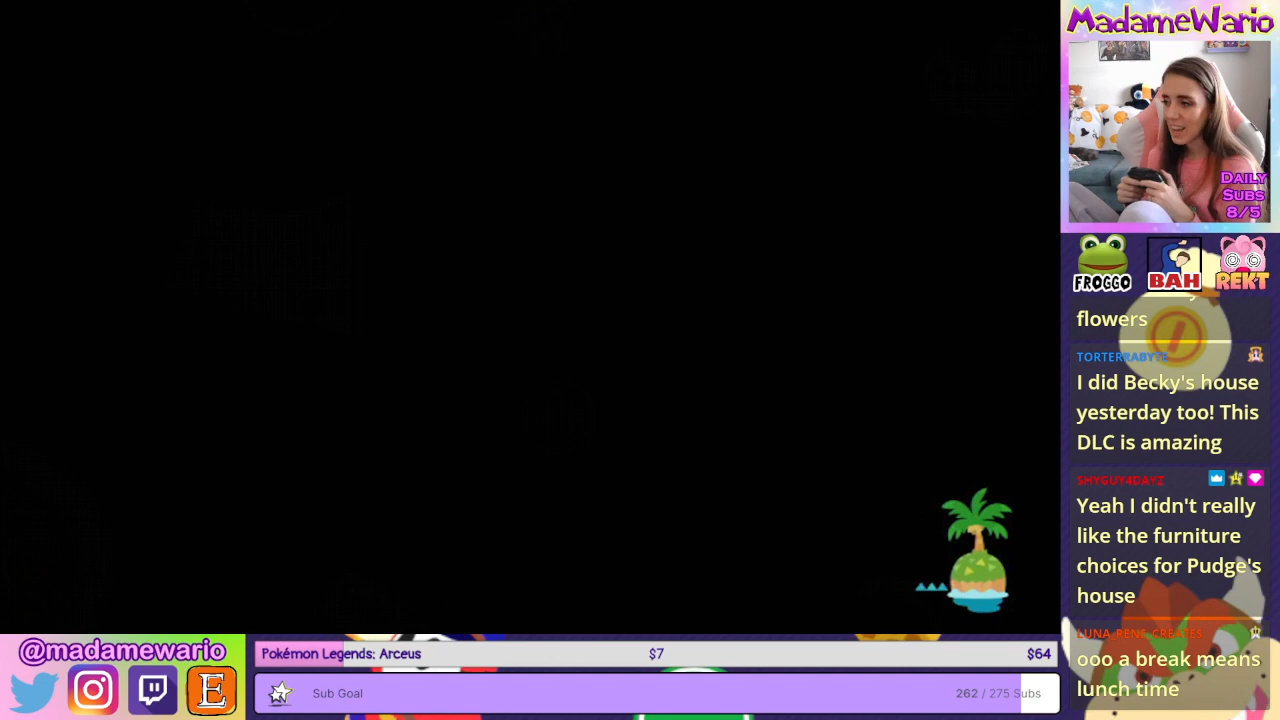 MadameWario
Daily
Subs
8/5
FROGGO
BAH
REKT
flowers
TORTERRABYTE
I did Becky's house
yesterday too! This
DLC is amazing
SHYGUY4DAYZ
Yeah I didn't really
like the furniture
choices for Pudge's
house
LUNA_RENE_CREATES
ooo a break means
lunch time
@madamewario
E
Pokémon Legends: Arceus $7 $64
Sub Goal 262 / 275 Subs